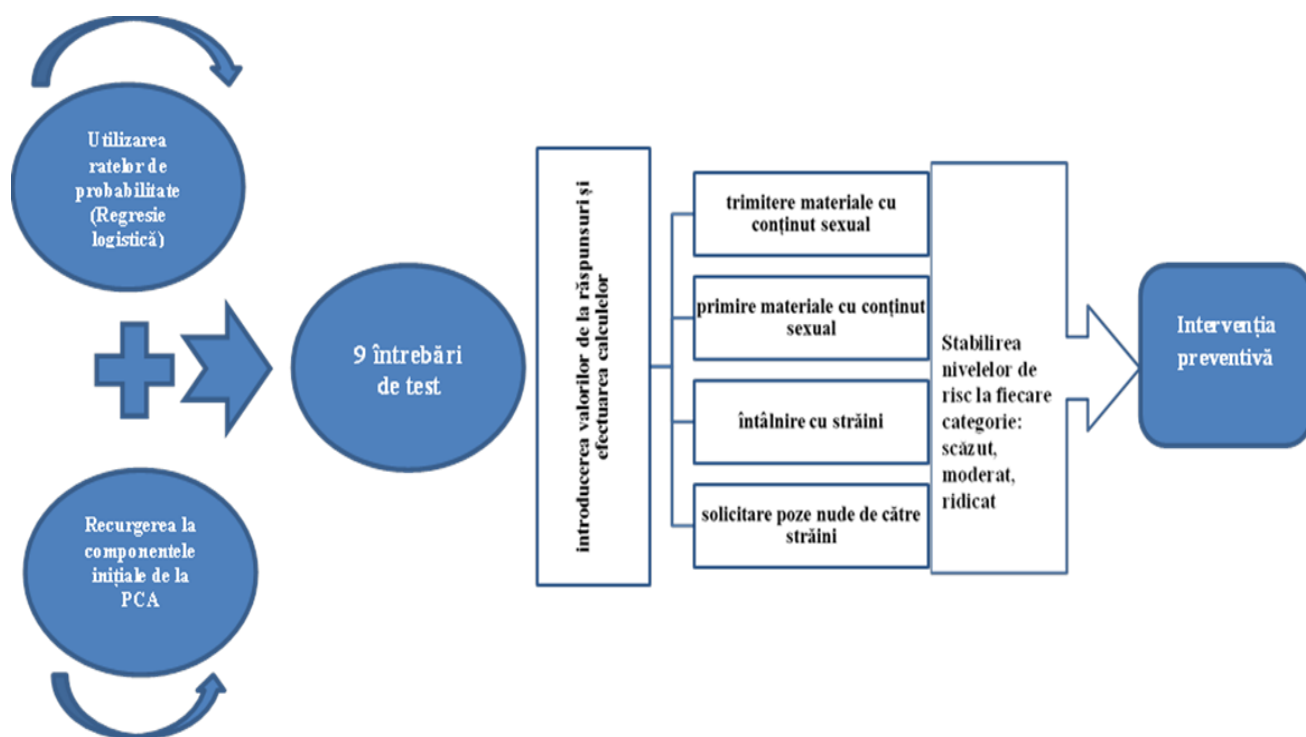 Utilizarea
ratelor de
probabilitate
(Regresie
logistică)
Recurgerea la
componentele
inițiale de la
PCA
9 întrebări
de test
introducerea valorilor de la răspunsuri și
efectuarea calculelor
trimitere materiale cu
conținut sexual
primire materiale cu conținut
sexual
întâlnire cu străini
solicitare poze nude de către
străini
Stabilirea
nivelelor de
risc la fiecare
categorie:
scăzut,
moderat,
ridicat
Intervenția
preventivă